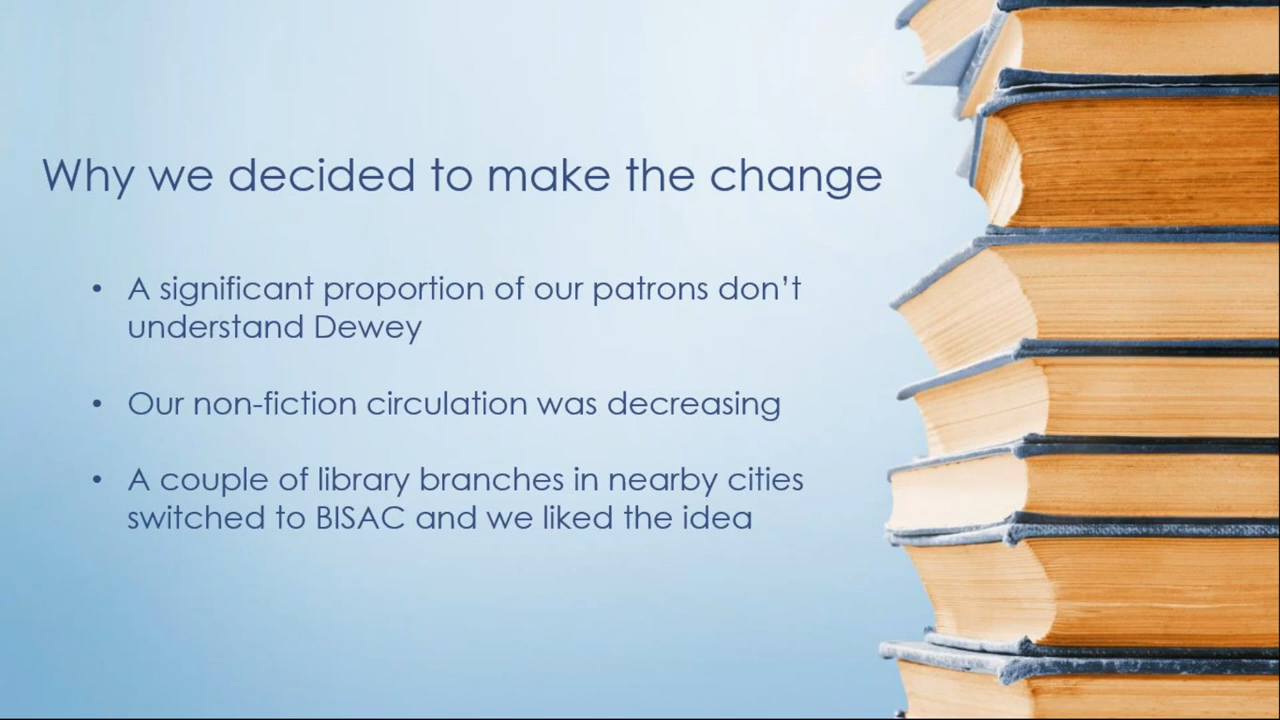 Why we decided to make the change
• A significant proportion of our patrons don’t
understand Dewey
• Our non-fiction circulation was decreasing
• A couple of library branches in nearby cities
switched to BISAC and we liked the idea